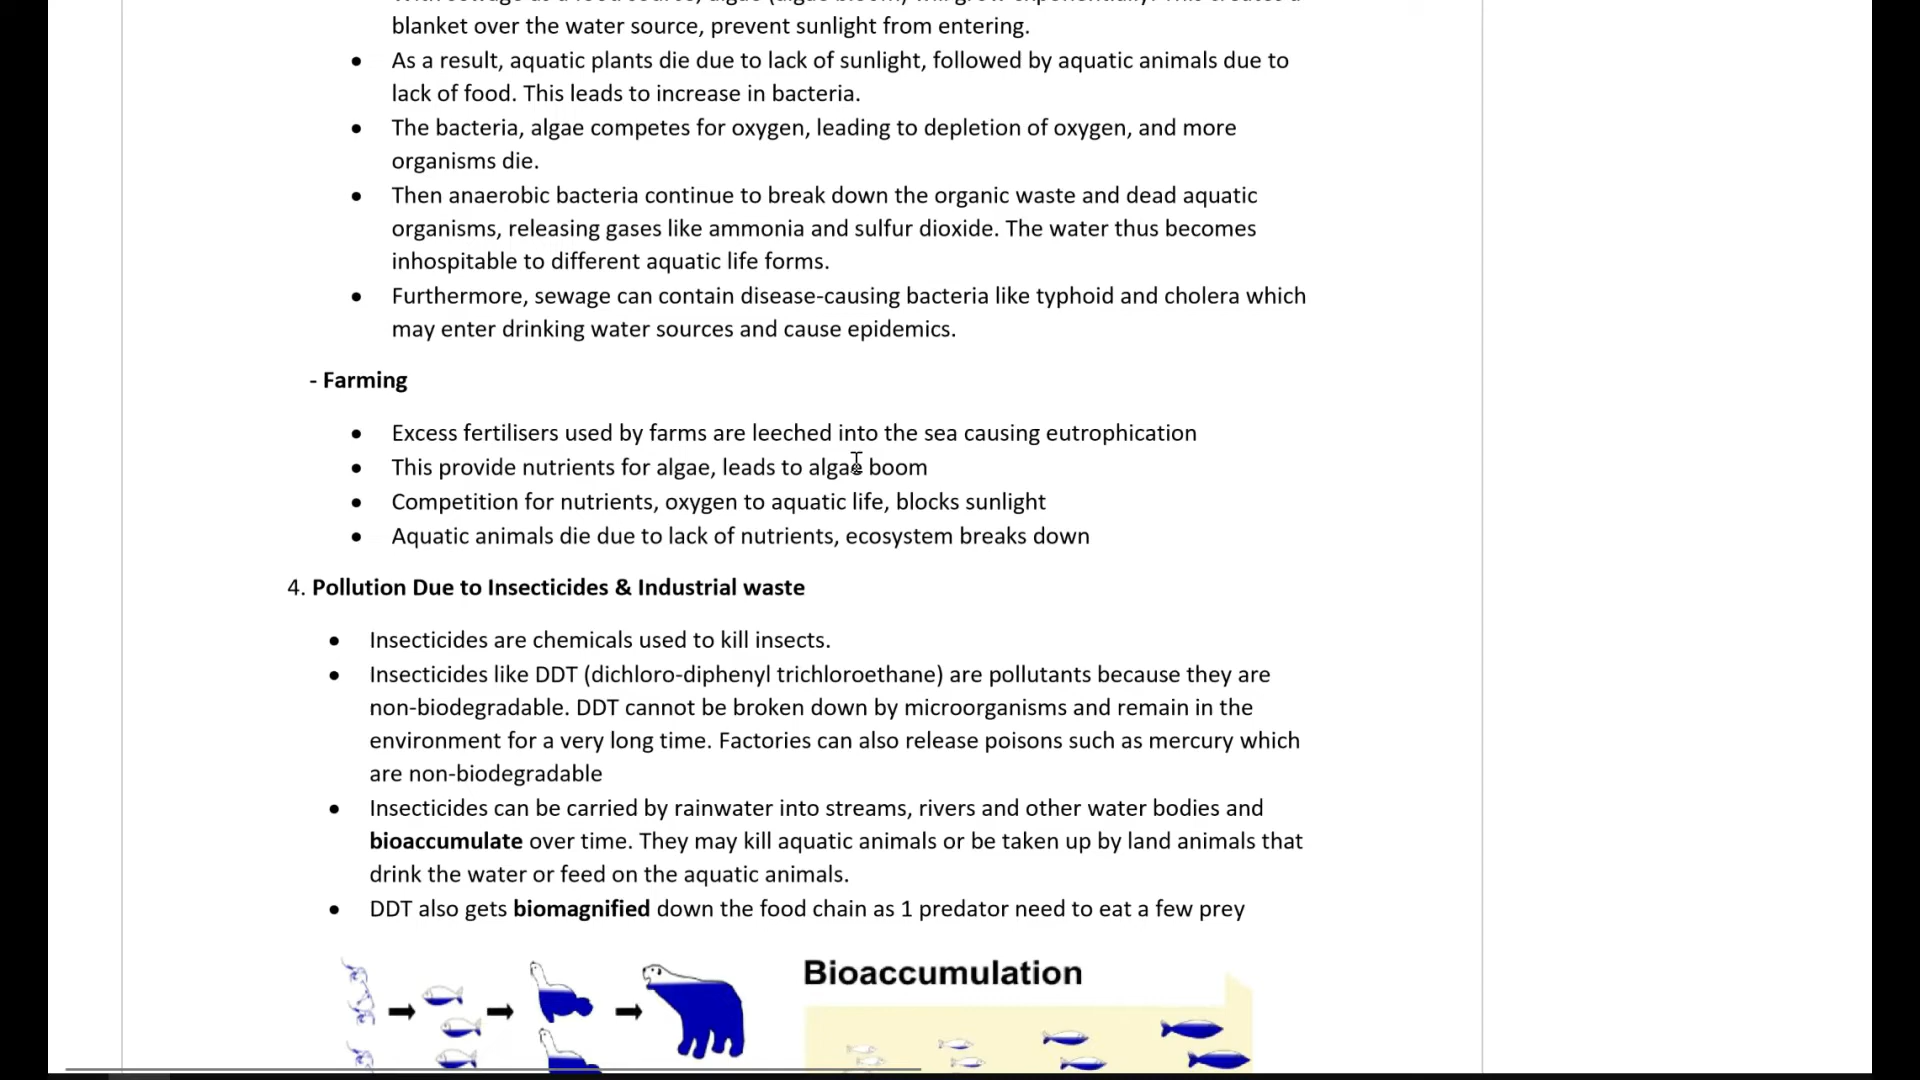 With sewage as a food source, algae (algae bloom) will grow exponentially. This creates a
blanket over the water source, prevent sunlight from entering.
• As a result, aquatic plants die due to lack of sunlight, followed by aquatic animals due to
lack of food. This leads to increase in bacteria.
• The bacteria, algae competes for oxygen, leading to depletion of oxygen, and more
organisms die.
• Then anaerobic bacteria continue to break down the organic waste and dead aquatic
organisms, releasing gases like ammonia and sulfur dioxide. The water thus becomes
inhospitable to different aquatic life forms.
• Furthermore, sewage can contain disease-causing bacteria like typhoid and cholera which
may enter drinking water sources and cause epidemics.
- Farming
• Excess fertilisers used by farms are leeched into the sea causing eutrophication
• This provide nutrients for algae, leads to algae boom
• Competition for nutrients, oxygen to aquatic life, blocks sunlight
• Aquatic animals die due to lack of nutrients, ecosystem breaks down
4. Pollution Due to Insecticides & Industrial waste
• Insecticides are chemicals used to kill insects.
• Insecticides like DDT (dichloro-diphenyl trichloroethane) are pollutants because they are
non-biodegradable. DDT cannot be broken down by microorganisms and remain in the
environment for a very long time. Factories can also release poisons such as mercury which
are non-biodegradable
• Insecticides can be carried by rainwater into streams, rivers and other water bodies and
bioaccumulate over time. They may kill aquatic animals or be taken up by land animals that
drink the water or feed on the aquatic animals.
• DDT also gets biomagnified down the food chain as 1 predator need to eat a few prey
Bioaccumulation